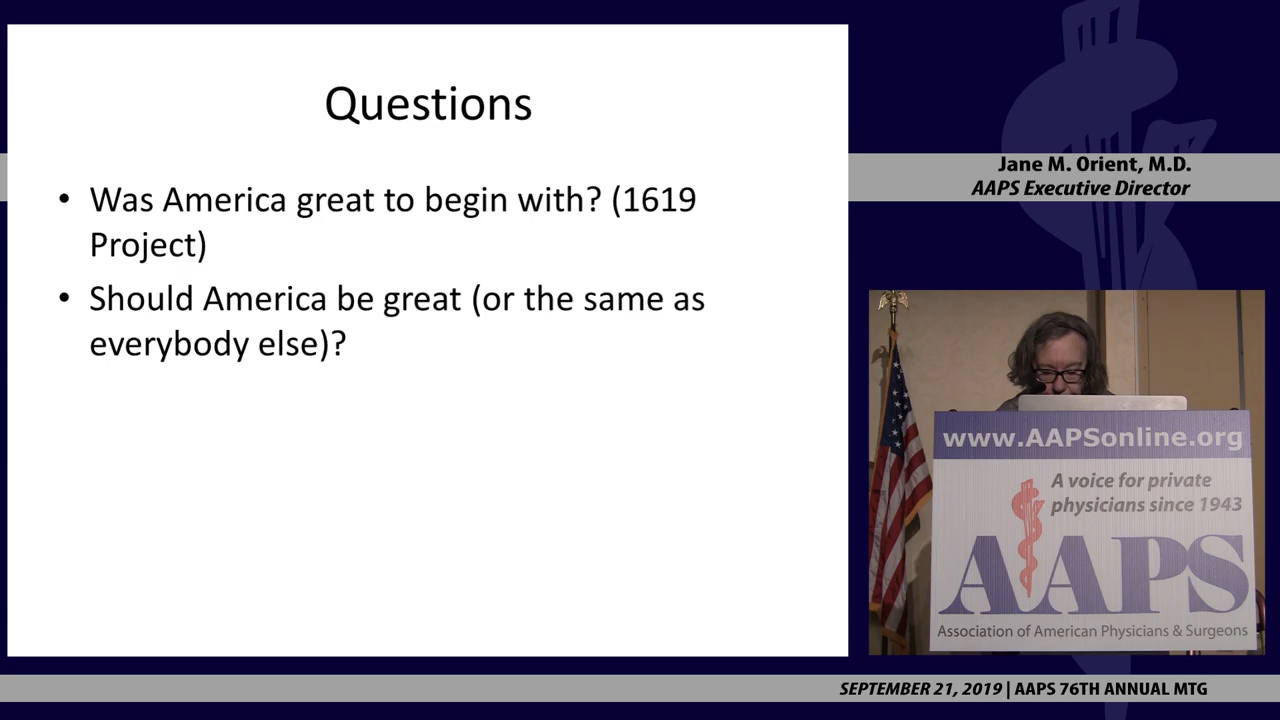 Questions
• Was America great to begin with? (1619
Project)
• Should America be great (or the same as
everybody else)?
Jane M. Orient, M.D.
AAPS Executive Director
www.AAPSonline.org
A voice for private
physicians since 1943
AAPS
Association of American Physicians & Surgeons
SEPTEMBER 21, 2019 | AAPS 76TH ANNUAL MTG